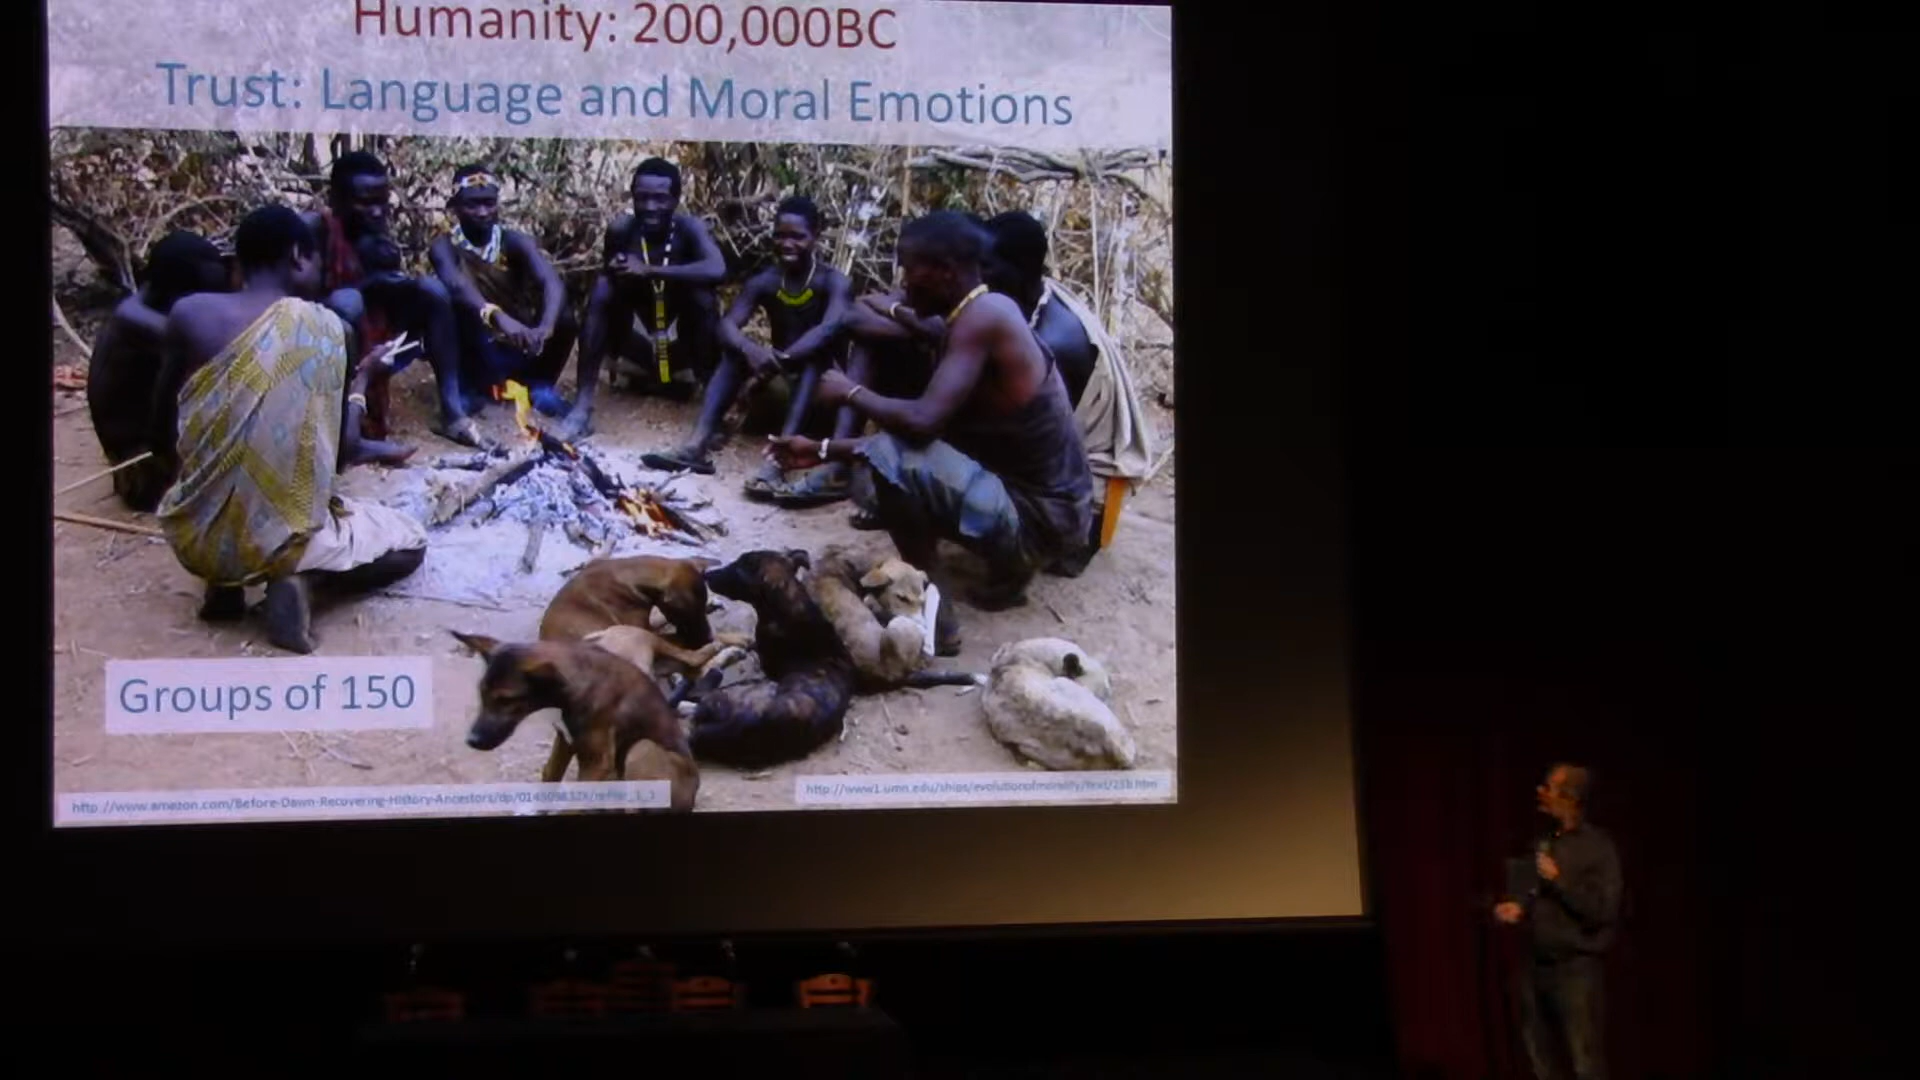 Humanity: 200,000BC
Trust: Language and Moral Emotions
Groups of 150